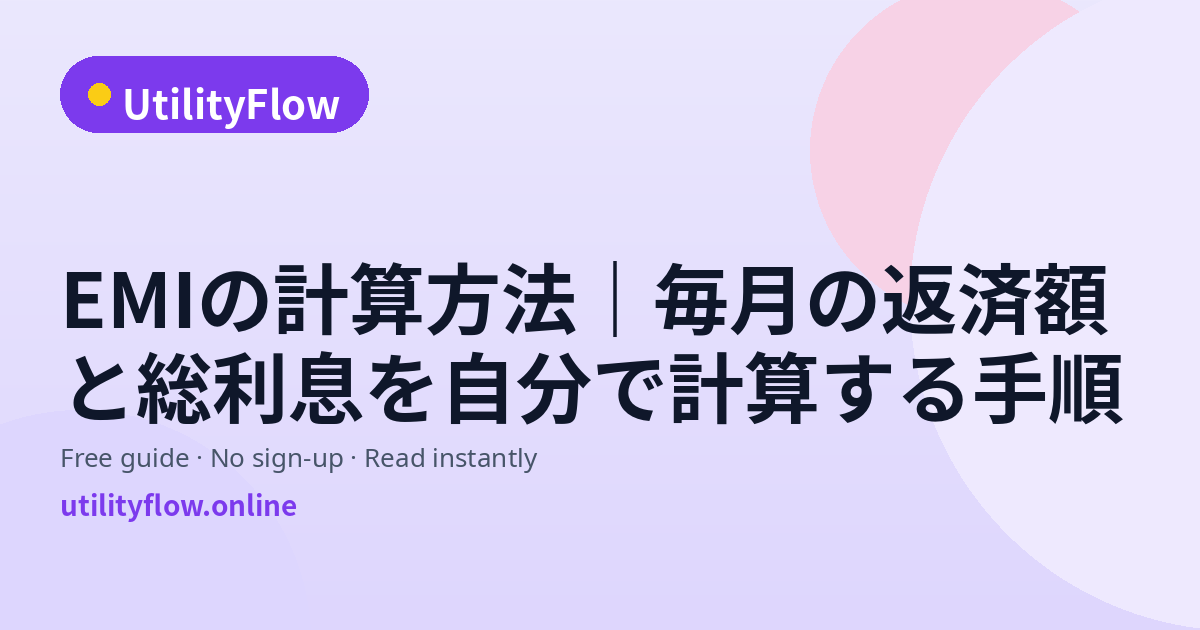 UtilityFlow
EMIの計算方法｜毎月の返済額
と総利息を自分で計算する手順
Free guide · No sign-up · Read instantly
utilityflow.online